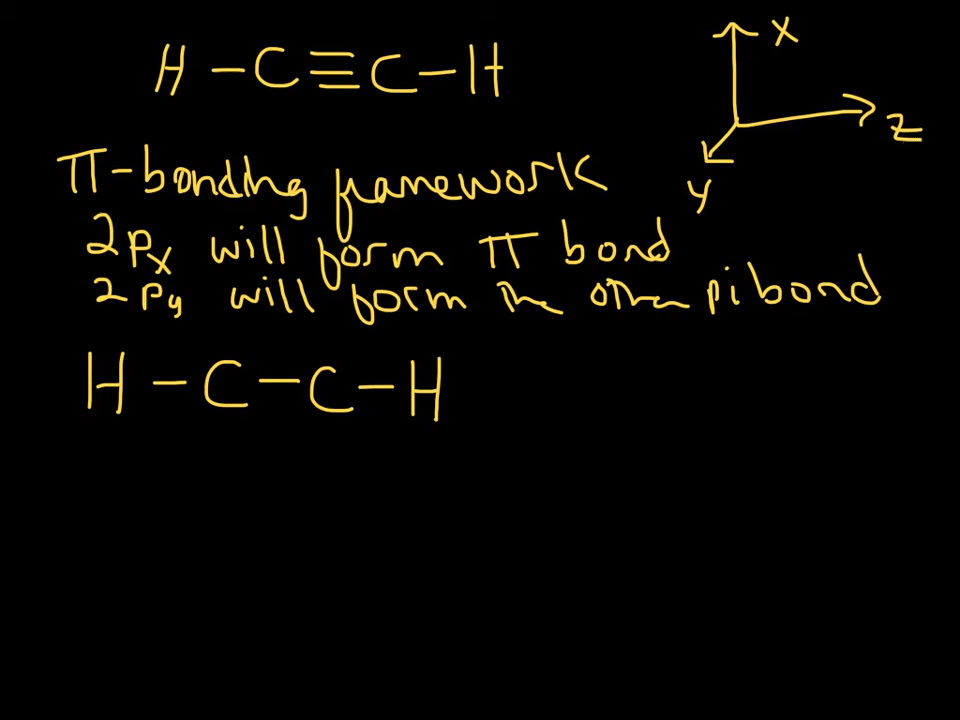 H - C ≡ C - H
X
Z
y
π-bonding framework
2px will form π bond
2py will form the other pi bond
H - C - C - H